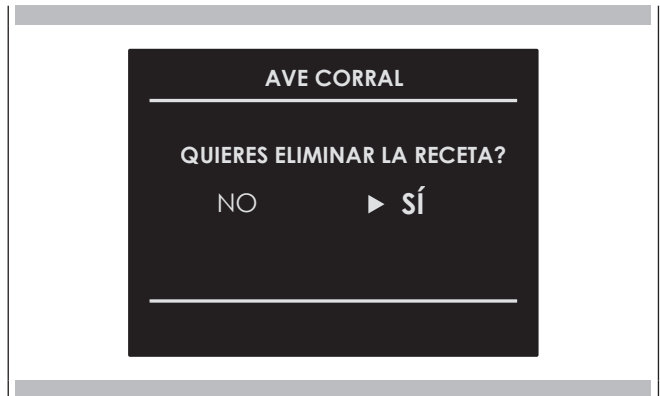 AVE CORRAL
QUIERES ELIMINAR LA RECETA?
NO ▶ SÍ